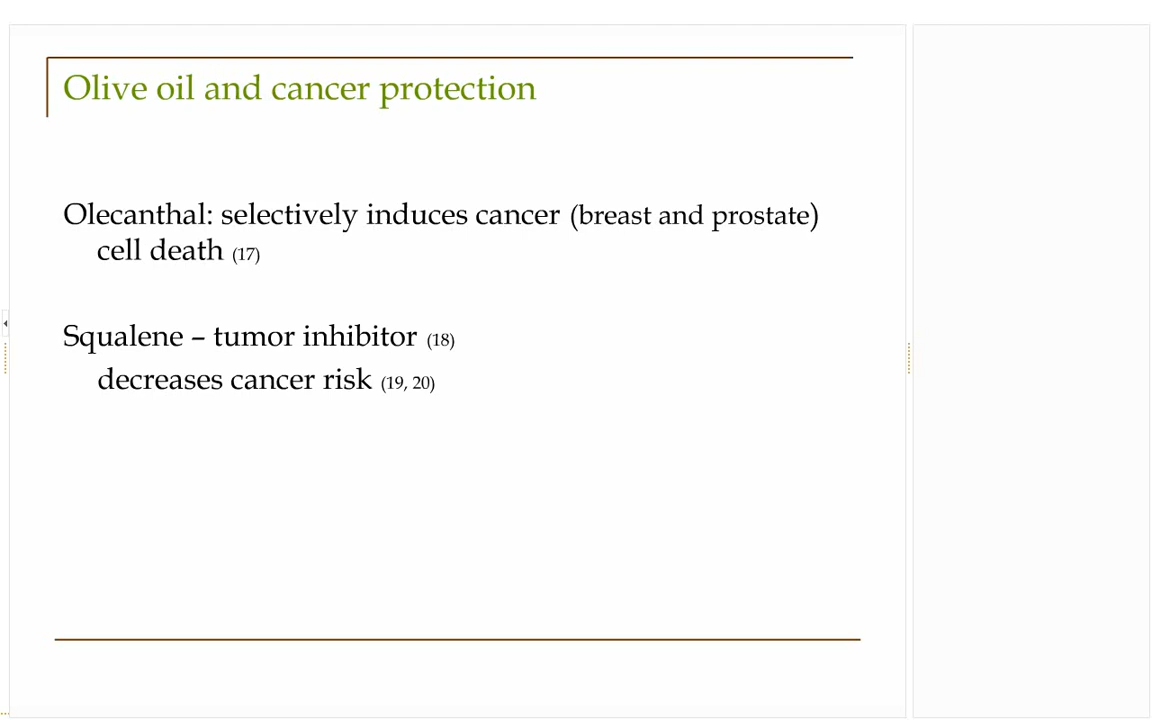 Olive oil and cancer protection
Olecanthal: selectively induces cancer (breast and prostate)
cell death (17)
Squalene – tumor inhibitor (18)
decreases cancer risk (19, 20)